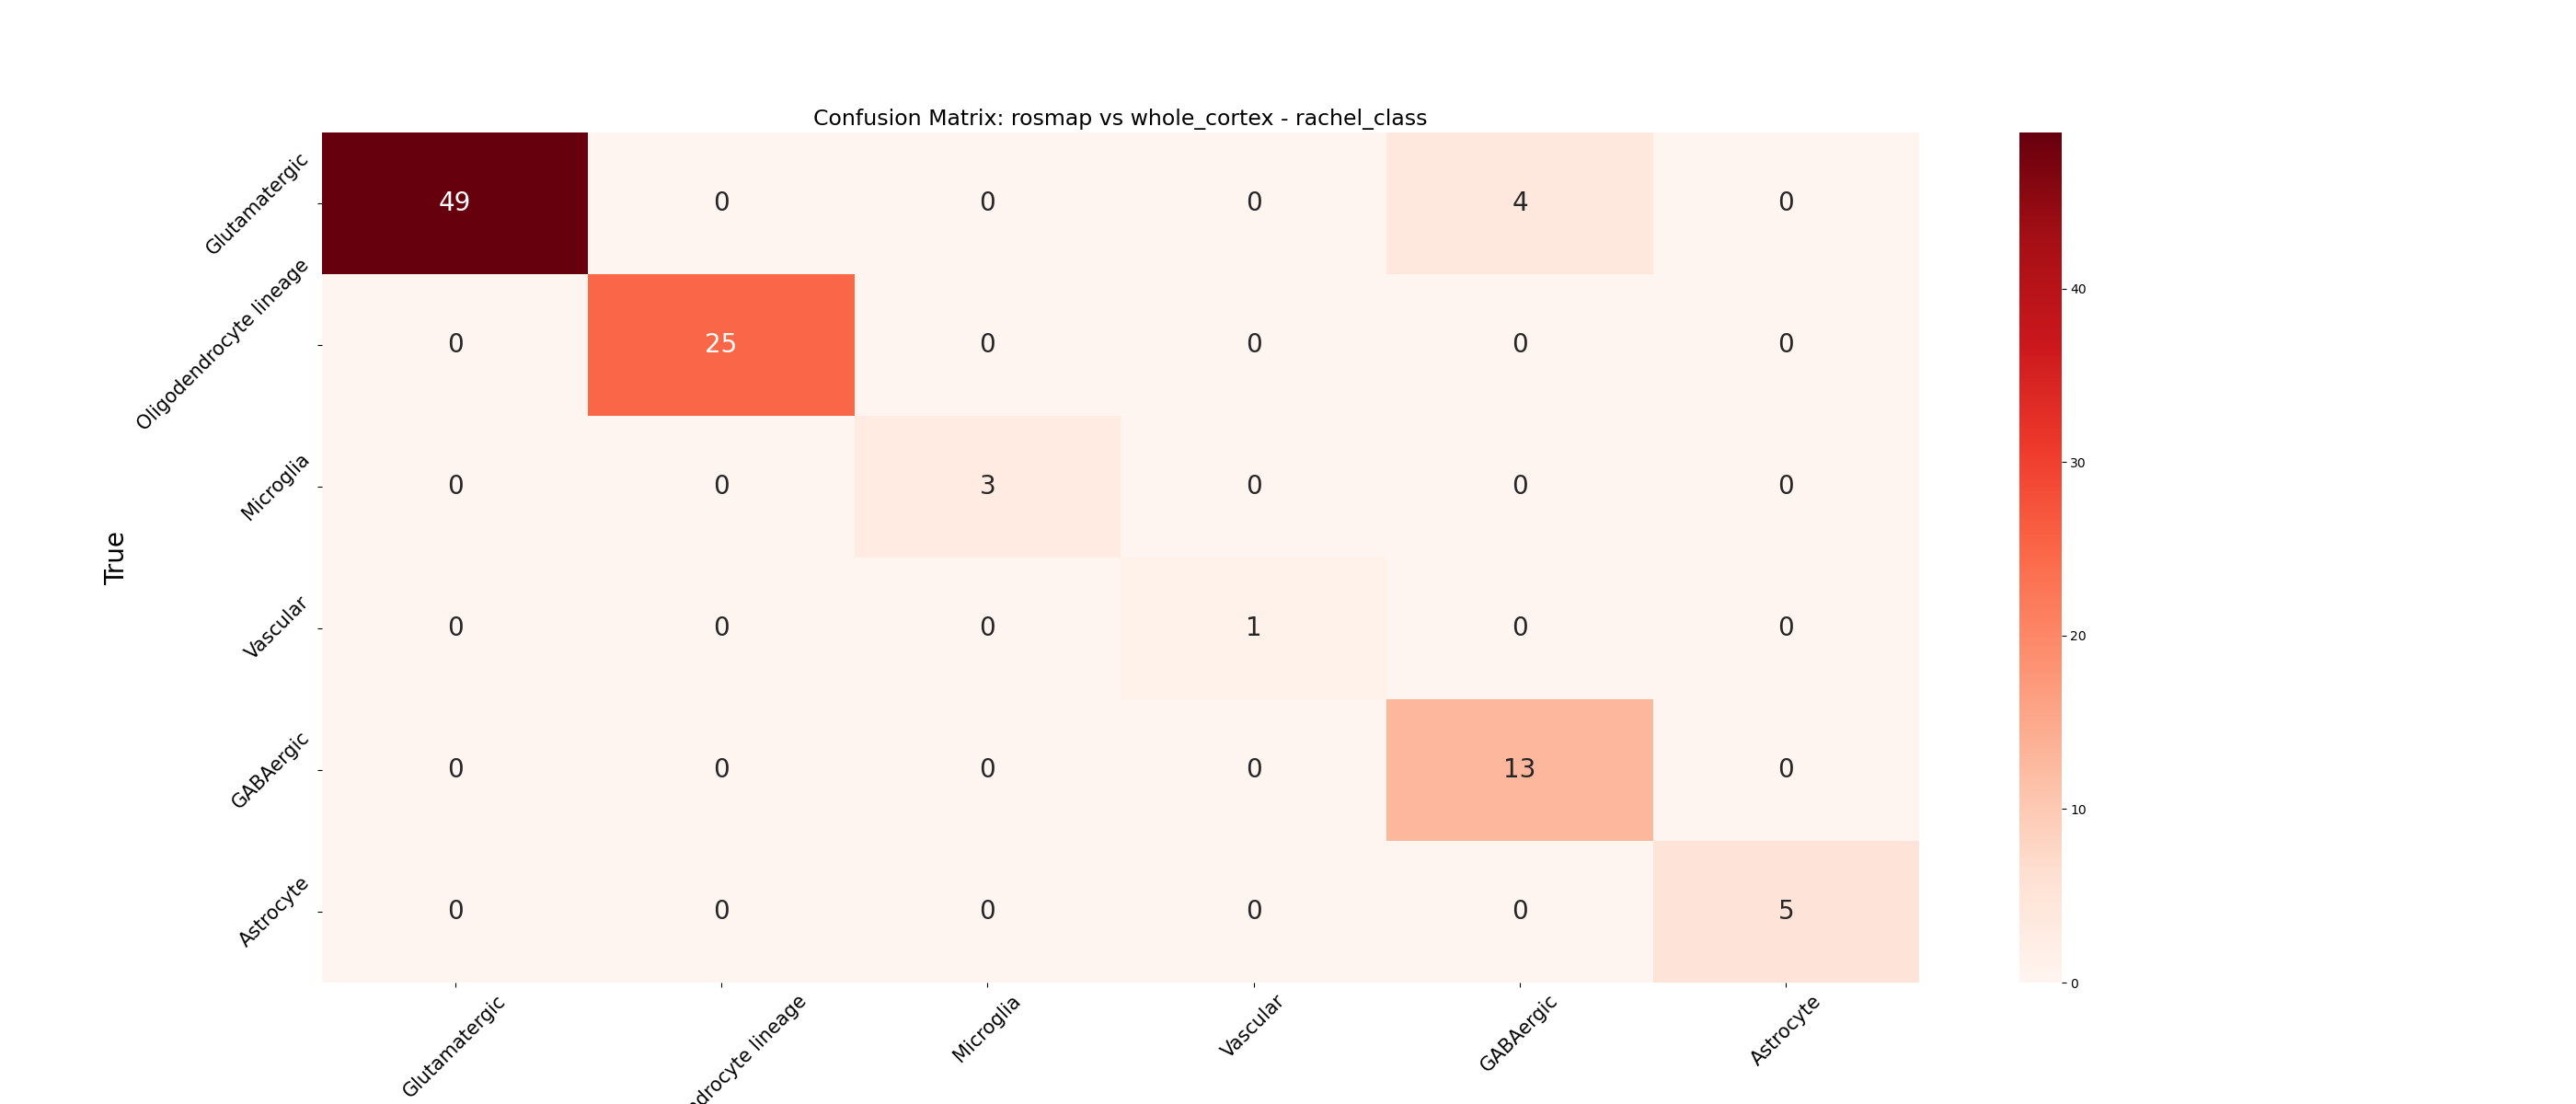 Confusion Matrix: rosmap vs whole_cortex - rachel_class
True
Glutamatergic 49 0 0 0 4 0
Oligodendrocyte lineage 0 25 0 0 0 0
Microglia 0 0 3 0 0 0
Vascular 0 0 0 1 0 0
GABAergic 0 0 0 0 13 0
Astrocyte 0 0 0 0 0 5
Glutamatergic
drocyte lineage
Microglia
Vascular
GABAergic
Astrocyte
40
30
20
10
0